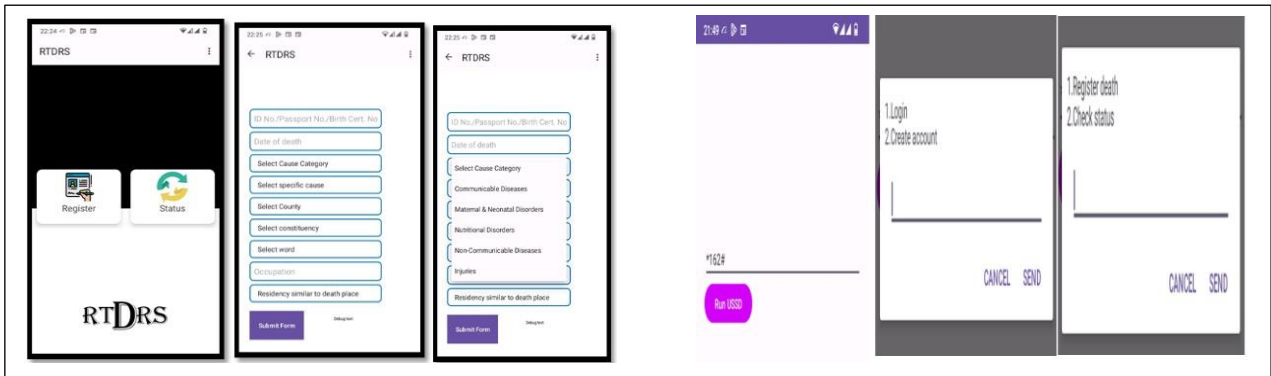 22:24
RTDRS
Register
Status
RTDRS
22:25
← RTDRS
ID No./Passport No./Birth Cert. No
Date of death
Select Cause Category
Select specific cause
Select County
Select constituency
Select word
Occupation
Residency similar to death place
Submit Form
Debug text
22:25
← RTDRS
ID No./Passport No./Birth Cert. No
Date of death
Select Cause Category
Communicable Diseases
Maternal & Neonatal Disorders
Nutritional Disorders
Non-Communicable Diseases
Injuries
Residency similar to death place
Submit Form
Debug text
21:49
*162#
Run USSD
1.Login
2.Create account
CANCEL SEND
1.Register death
2.Check status
CANCEL SEND